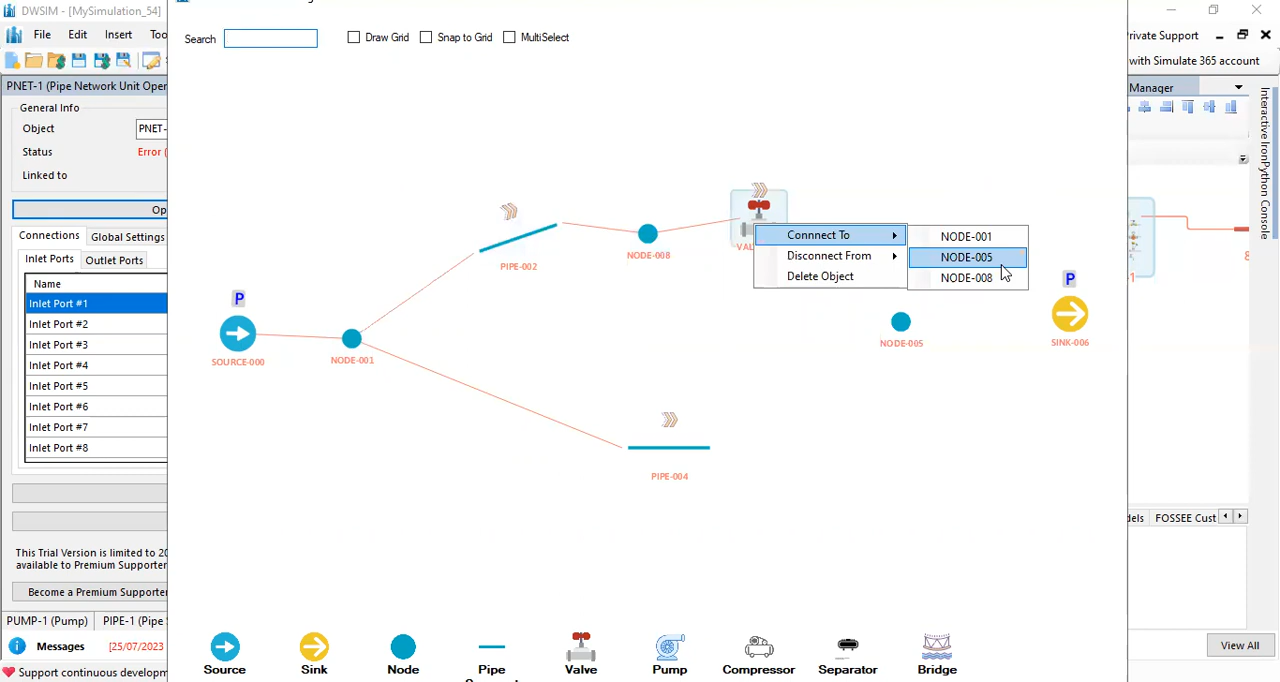 DWSIM - [MySimulation_54]
File Edit Insert Too
Private Support
with Simulate 365 account
Search
Draw Grid
Snap to Grid
MultiSelect
PNET-1 (Pipe Network Unit Oper
Manager
General Info
Object PNET-
Status Error (
Linked to
Op
Connections Global Settings
Inlet Ports Outlet Ports
Name
Inlet Port #1
Inlet Port #2
Inlet Port #3
Inlet Port #4
Inlet Port #5
Inlet Port #6
Inlet Port #7
Inlet Port #8
This Trial Version is limited to 20
available to Premium Supporter
Become a Premium Supporter
PUMP-1 (Pump) PIPE-1 (Pipe
Messages [25/07/2023
Support continuous developm
P
SOURCE-000
NODE-001
PIPE-002
NODE-008
VAL
Connnect To
Disconnect From
Delete Object
NODE-001
NODE-005
NODE-008
NODE-005
P
SINK-006
PIPE-004
Source
Sink
Node
Pipe
Valve
Pump
Compressor
Separator
Bridge
Interactive IronPython Console
dels FOSSEE Cust
View All